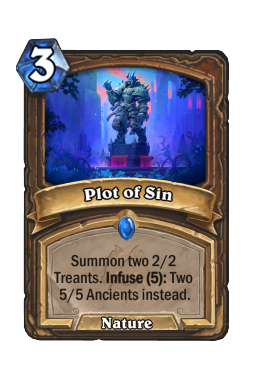 3
Plot of Sin
Summon two 2/2
Treants. Infuse (5): Two
5/5 Ancients instead.
Nature